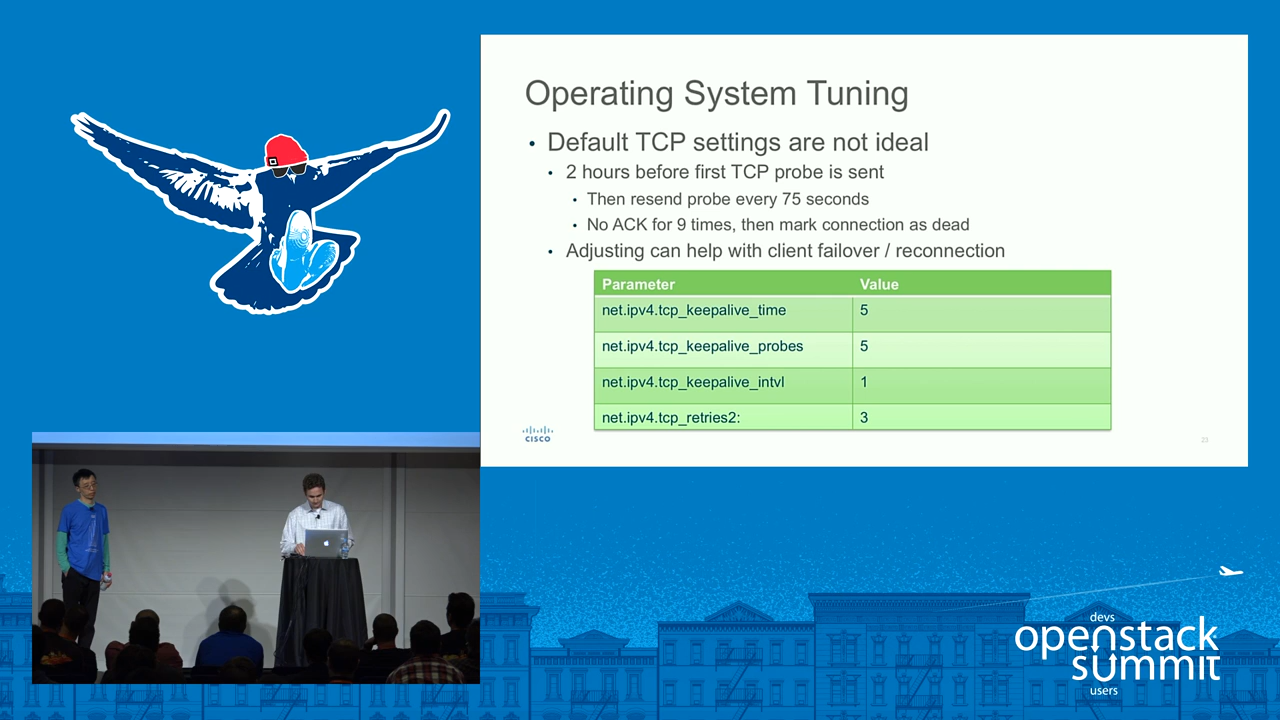 Operating System Tuning
• Default TCP settings are not ideal
• 2 hours before first TCP probe is sent
• Then resend probe every 75 seconds
• No ACK for 9 times, then mark connection as dead
• Adjusting can help with client failover / reconnection
Parameter Value
net.ipv4.tcp_keepalive_time 5
net.ipv4.tcp_keepalive_probes 5
net.ipv4.tcp_keepalive_intvl 1
net.ipv4.tcp_retries2: 3
CISCO
23
devs
openstack
summit
users